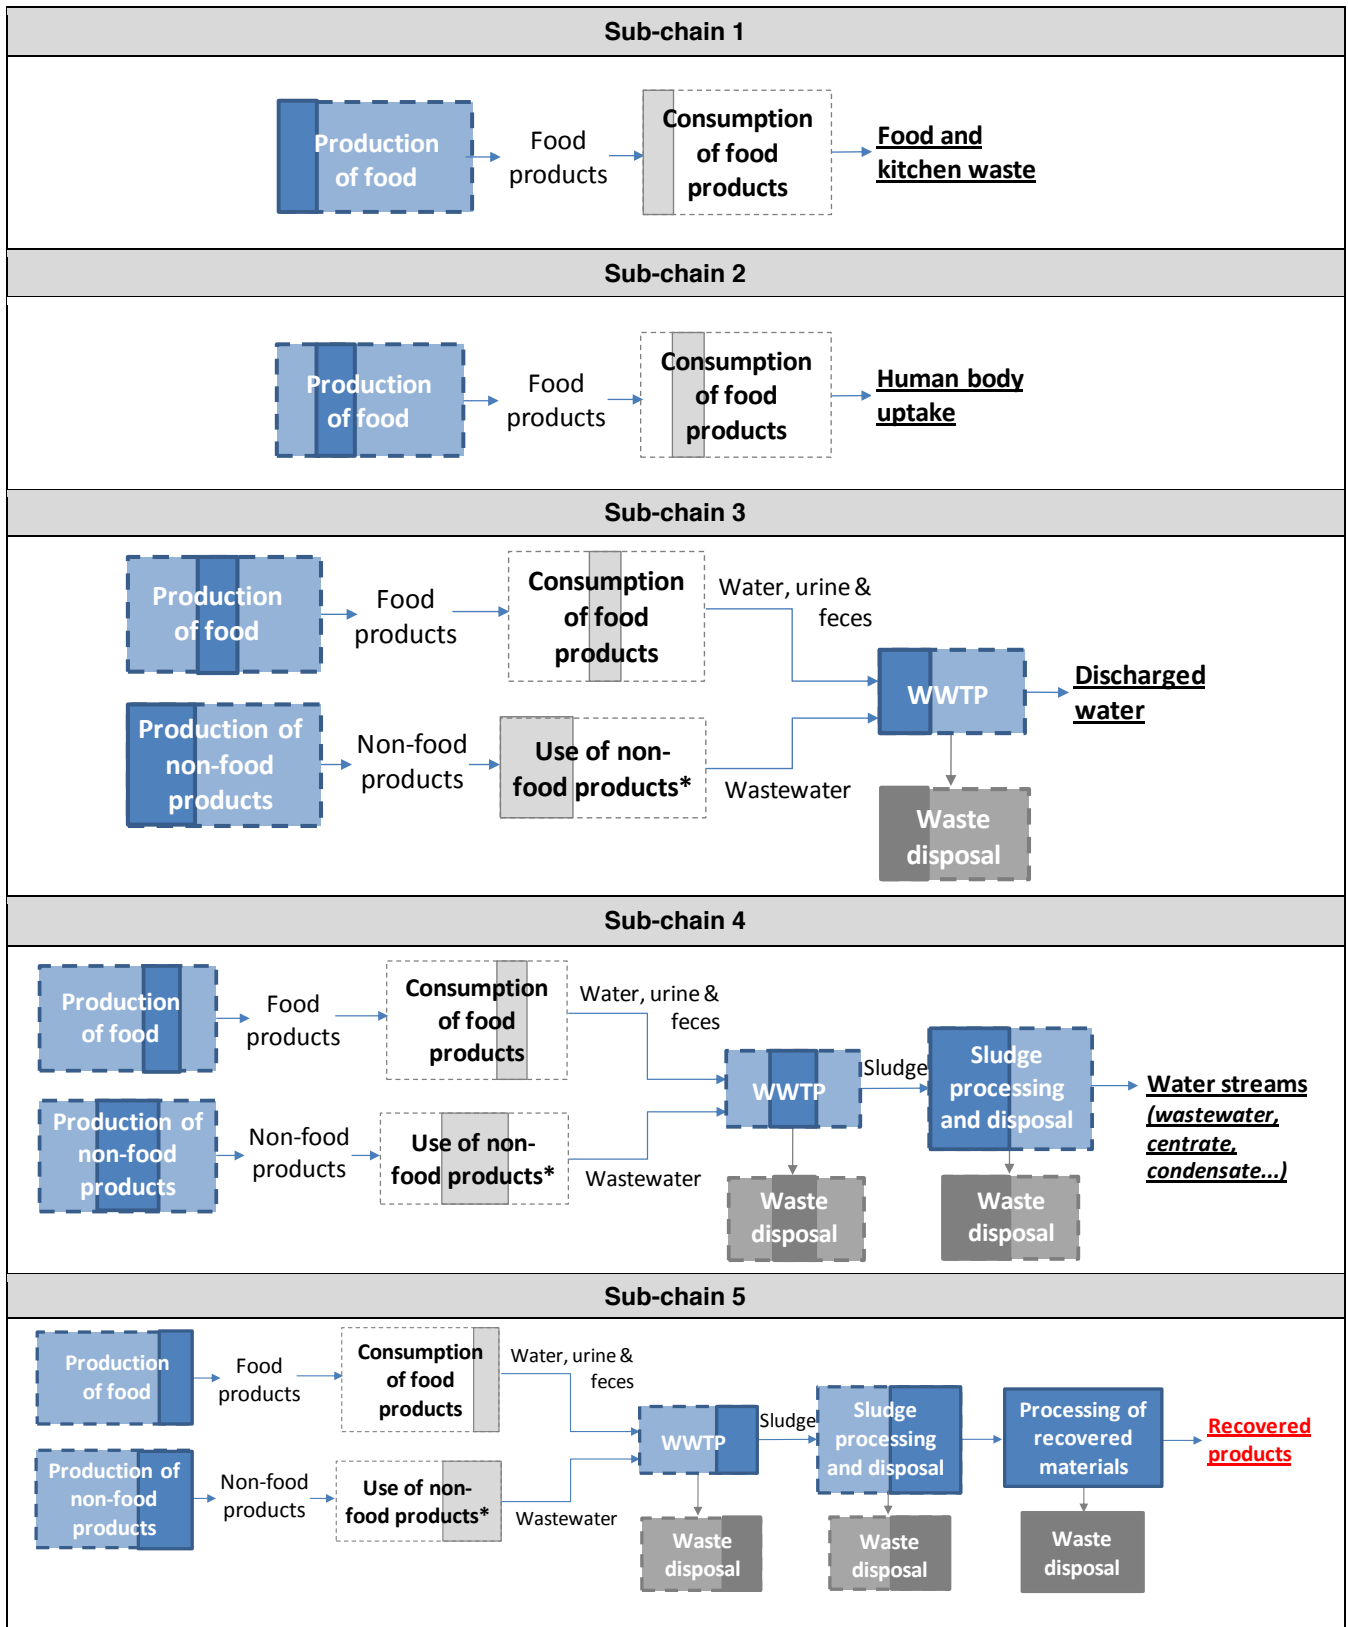 Sub-chain 1
Production
of food
Food
products
Consumption
of food
products
Food and
kitchen waste
Sub-chain 2
Production
of food
Food
products
Consumption
of food
products
Human body
uptake
Sub-chain 3
Production
of food
Food
products
Consumption
of food
products
Water, urine &
feces
Production of
non-food
products
Non-food
products
Use of non-
food products*
Wastewater
WWTP
Discharged
water
Waste
disposal
Sub-chain 4
Production
of food
Food
products
Consumption
of food
products
Water, urine &
feces
Production of
non-food
products
Non-food
products
Use of non-
food products*
Wastewater
WWTP
Sludge
Sludge
processing
and disposal
Water streams
(wastewater,
centrate,
condensate...)
Waste
disposal
Waste
disposal
Sub-chain 5
Production
of food
Food
products
Consumption
of food
products
Water, urine &
feces
Production of
non-food
products
Non-food
products
Use of non-
food products*
Wastewater
WWTP
Sludge
Sludge
processing
and disposal
Processing of
recovered
materials
Recovered
products
Waste
disposal
Waste
disposal
Waste
disposal